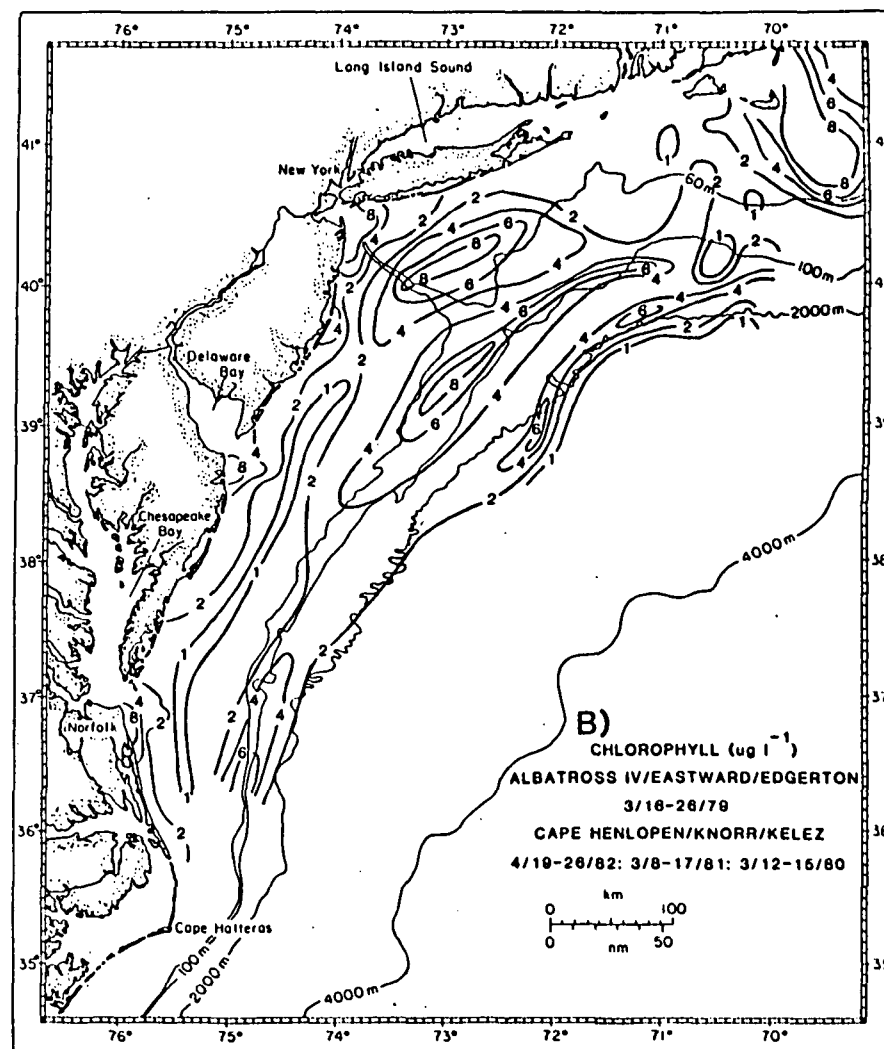 76° 75° 74° 73° 72° 71° 70°
Long Island Sound
41°
New York
60m
40°
100m
2000m
Delaware
Bay
39°
Chesapeake
Bay
38°
4000m
37°
Norfolk
B)
CHLOROPHYLL (ug l⁻¹)
ALBATROSS IV/EASTWARD/EDGERTON
3/16-26/79
36°
CAPE HENLOPEN/KNORR/KELEZ
4/19-26/82: 3/8-17/81: 3/12-15/80
km
0 100
0 50
nm
Cape Hatteras
35°
100m
2000m
4000m
76° 75° 74° 73° 72° 71° 70°